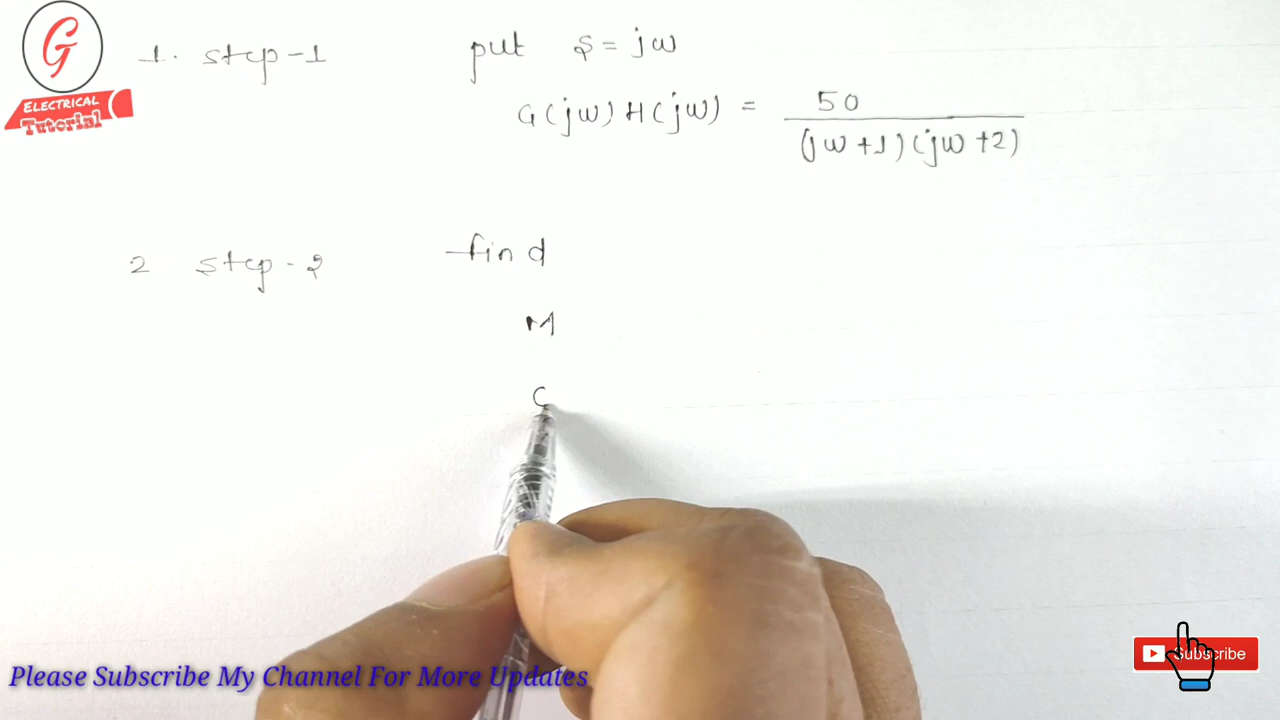 G
ELECTRICAL
Tutorial
1. step-1 put S = jω
G(jω)H(jω) = 50 / (jω+1)(jω+2)
2 step-2 find
M
Please Subscribe My Channel For More Updates
Subscribe